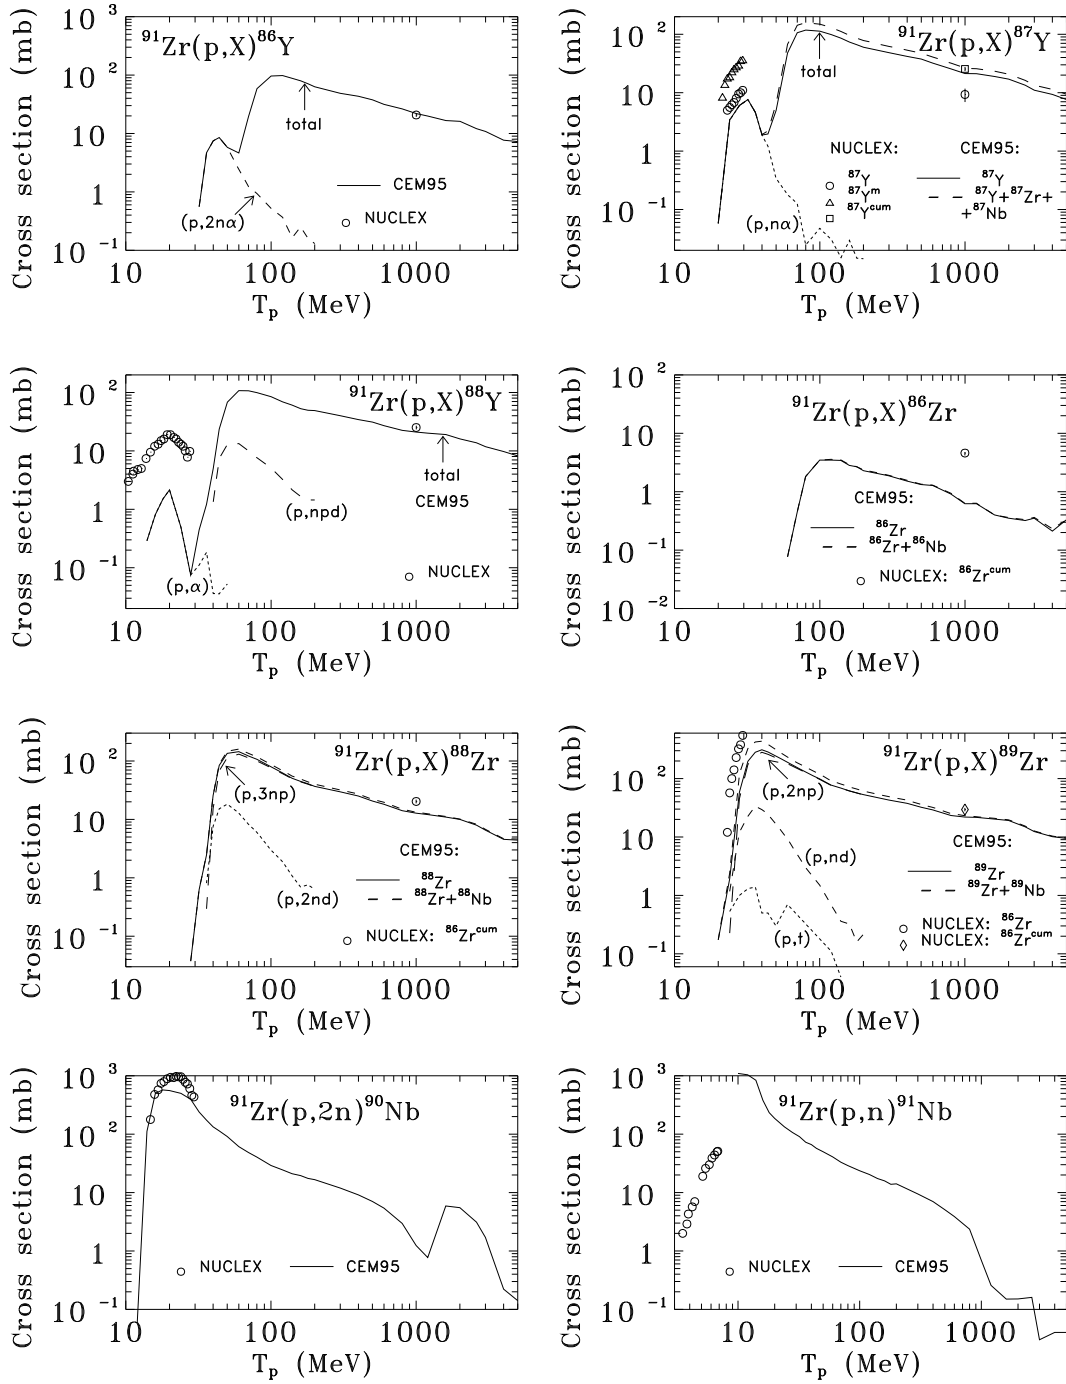 ⁹¹Zr(p,X)⁸⁶Y
Cross section (mb)
10 ²
10
1
10 ⁻¹
total
(p,2nα)
CEM95
NUCLEX
10
100
1000
Tₚ (MeV)
⁹¹Zr(p,X)⁸⁷Y
Cross section (mb)
10 ²
10
1
10 ⁻¹
total
(p,nα)
NUCLEX:
⁸⁷Y
⁸⁷Yᵐ
⁸⁷Yᶜᵘᵐ
CEM95:
⁸⁷Y
⁸⁷Y+⁸⁷Zr+
+⁸⁷Nb
10
100
1000
Tₚ (MeV)
⁹¹Zr(p,X)⁸⁸Y
Cross section (mb)
10 ²
10
1
10 ⁻¹
total
CEM95
(p,npd)
(p,α)
NUCLEX
10
100
1000
Tₚ (MeV)
⁹¹Zr(p,X)⁸⁶Zr
Cross section (mb)
10 ²
10
1
10 ⁻¹
10 ⁻²
CEM95:
⁸⁶Zr
⁸⁶Zr+⁸⁶Nb
NUCLEX: ⁸⁶Zrᶜᵘᵐ
10
100
1000
Tₚ (MeV)
⁹¹Zr(p,X)⁸⁸Zr
Cross section (mb)
10 ²
10
1
10 ⁻¹
(p,3np)
(p,2nd)
CEM95:
⁸⁸Zr
⁸⁸Zr+⁸⁸Nb
NUCLEX: ⁸⁶Zrᶜᵘᵐ
10
100
1000
Tₚ (MeV)
⁹¹Zr(p,X)⁸⁹Zr
Cross section (mb)
10 ²
10
1
10 ⁻¹
(p,2np)
(p,nd)
(p,t)
CEM95:
⁸⁹Zr
⁸⁹Zr+⁸⁹Nb
NUCLEX: ⁸⁶Zr
NUCLEX: ⁸⁶Zrᶜᵘᵐ
10
100
1000
Tₚ (MeV)
⁹¹Zr(p,2n)⁹⁰Nb
Cross section (mb)
10 ³
10 ²
10
1
10 ⁻¹
NUCLEX
CEM95
10
100
1000
Tₚ (MeV)
⁹¹Zr(p,n)⁹¹Nb
Cross section (mb)
10 ³
10 ²
10
1
10 ⁻¹
NUCLEX
CEM95
10
100
1000
Tₚ (MeV)